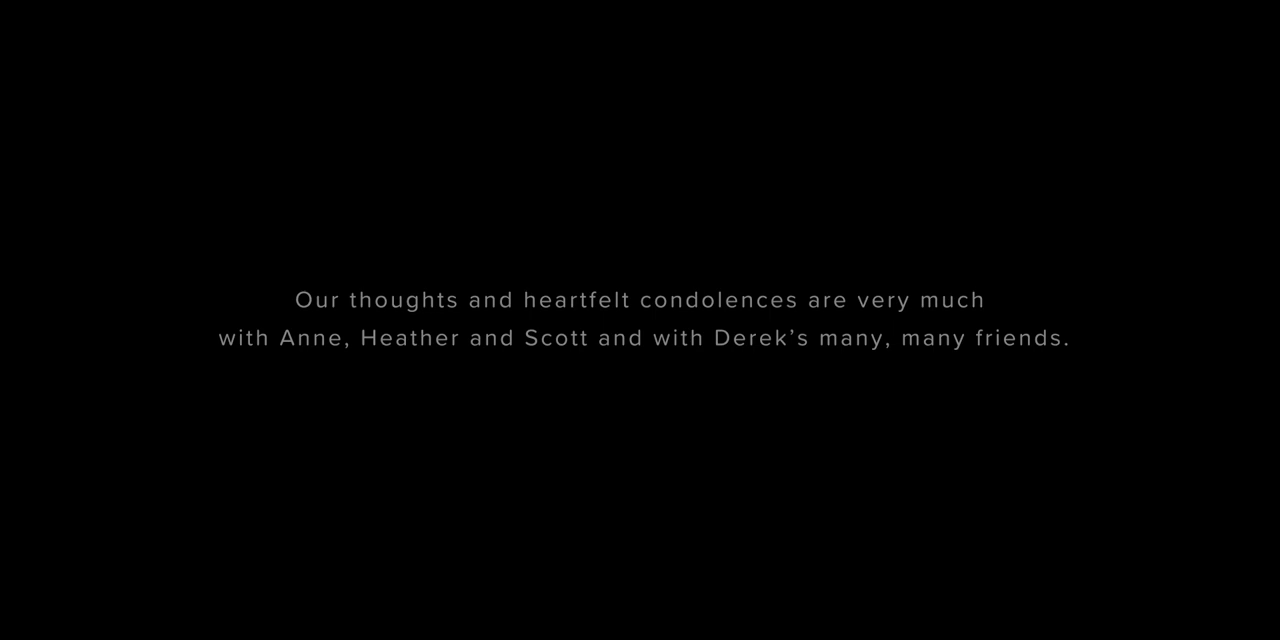 Our thoughts and heartfelt condolences are very much
with Anne, Heather and Scott and with Derek’s many, many friends.